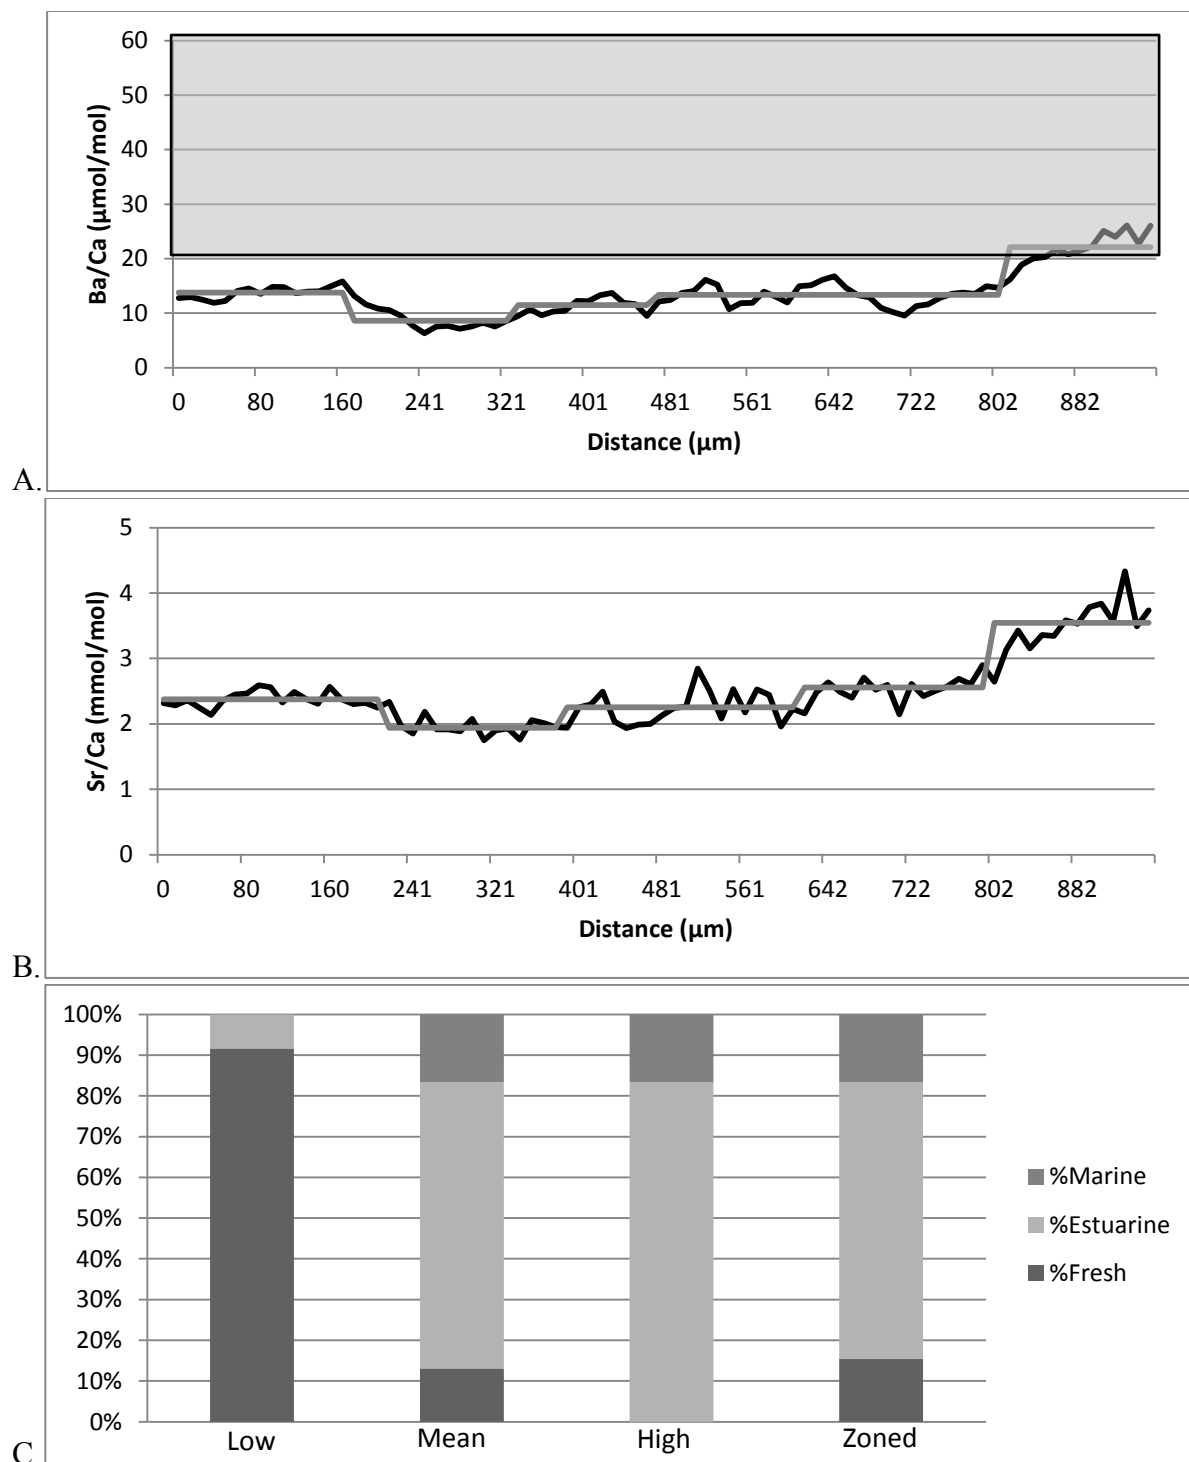 60
50
40
30
20
10
0
Ba/Ca (μmol/mol)
0 80 160 241 321 401 481 561 642 722 802 882
Distance (μm)
A.
5
4
3
2
1
0
Sr/Ca (mmol/mol)
0 80 160 241 321 401 481 561 642 722 802 882
Distance (μm)
B.
100%
90%
80%
70%
60%
50%
40%
30%
20%
10%
0%
Low Mean High Zoned
%Marine
%Estuarine
%Fresh
C